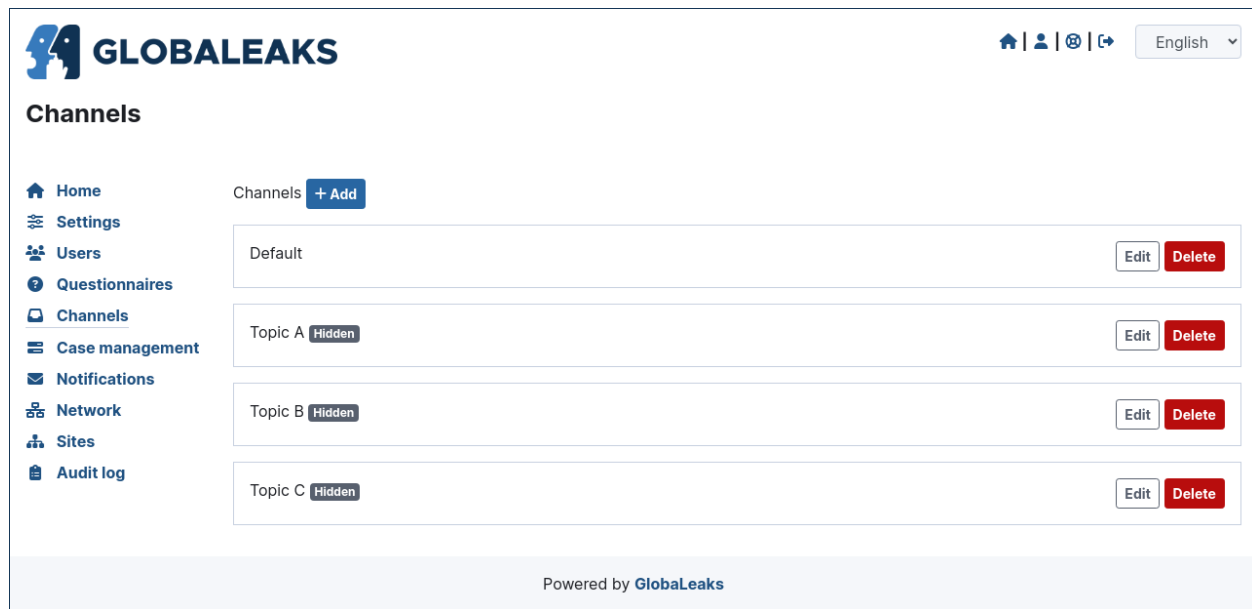 GLOBALEAKS
| | | English
Channels
Home
Settings
Users
Questionnaires
Channels
Case management
Notifications
Network
Sites
Audit log
Channels + Add
Default Edit Delete
Topic A Hidden Edit Delete
Topic B Hidden Edit Delete
Topic C Hidden Edit Delete
Powered by GlobaLeaks